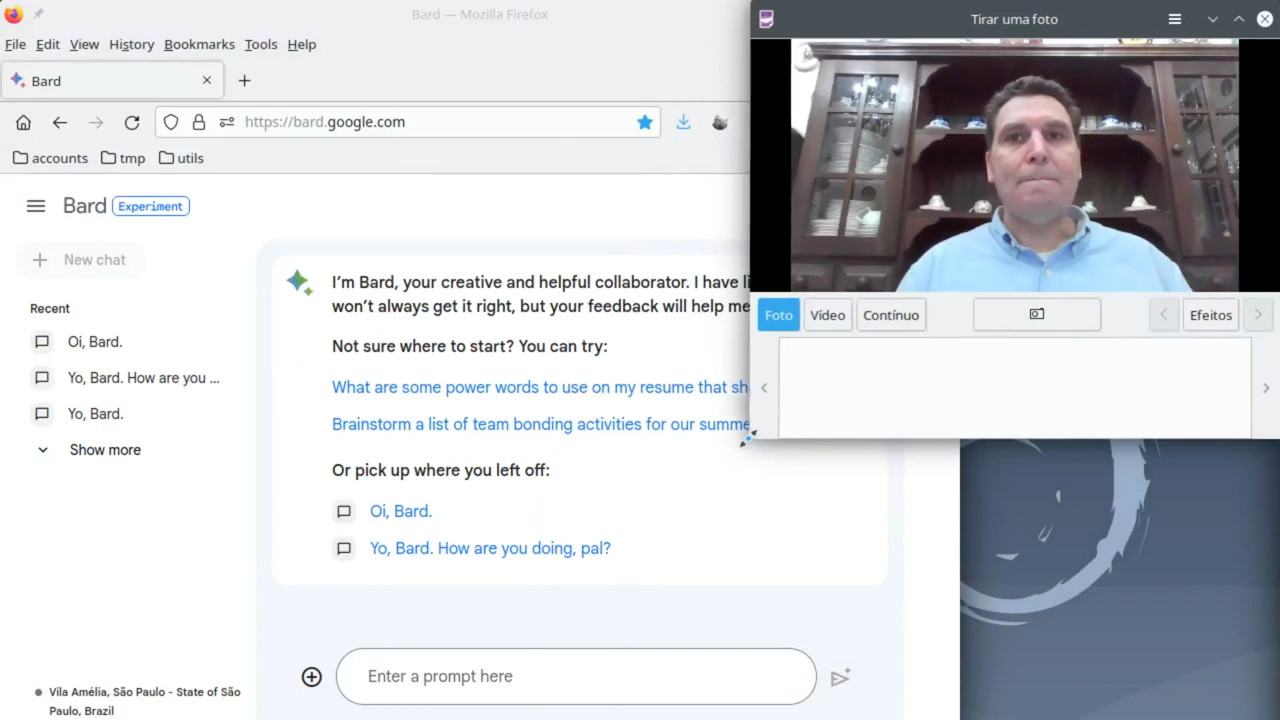 Bard — Mozilla Firefox
File Edit View History Bookmarks Tools Help
Bard
https://bard.google.com
accounts tmp utils
Bard Experiment
New chat
Recent
Oi, Bard.
Yo, Bard. How are you ...
Yo, Bard.
Show more
Vila Amélia, São Paulo - State of São
Paulo, Brazil
I'm Bard, your creative and helpful collaborator. I have li
won't always get it right, but your feedback will help me
Not sure where to start? You can try:
What are some power words to use on my resume that sh
Brainstorm a list of team bonding activities for our summe
Or pick up where you left off:
Oi, Bard.
Yo, Bard. How are you doing, pal?
Enter a prompt here
Tirar uma foto
Foto Vídeo Contínuo Efeitos